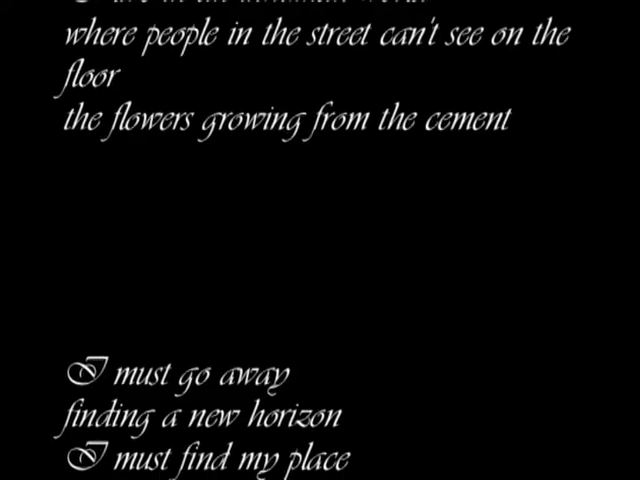 where people in the street can't see on the
floor
the flowers growing from the cement
I must go away
finding a new horizon
I must find my place